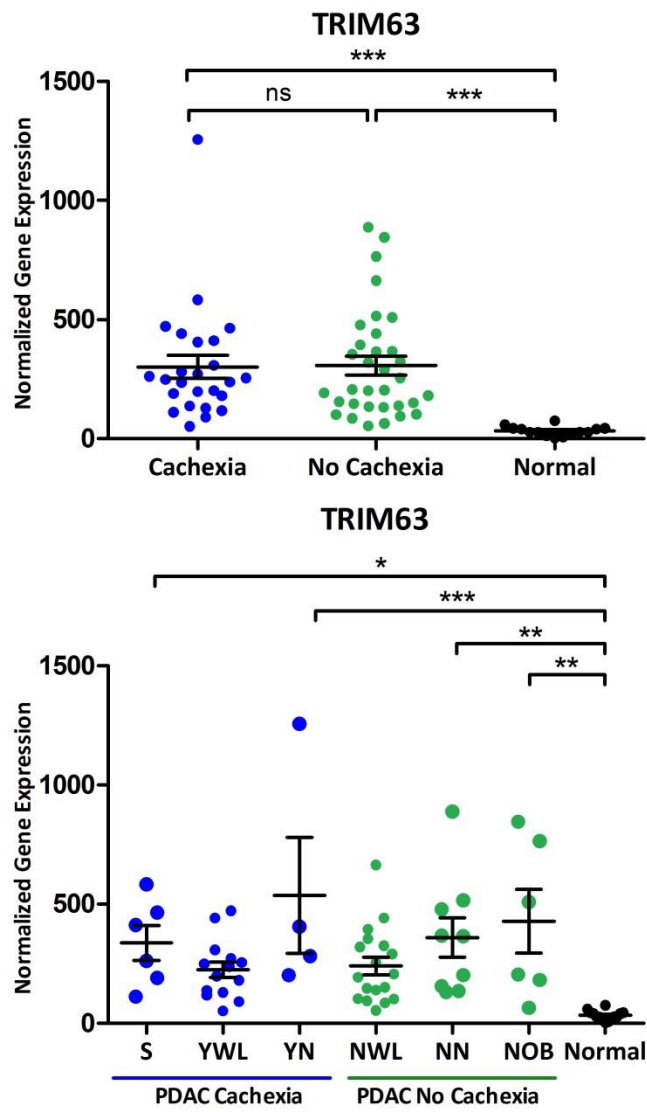 TRIM63
***
ns ***
1500
1000
500
0
Normalized Gene Expression
Cachexia No Cachexia Normal
TRIM63
*
***
**
**
1500
1000
500
0
Normalized Gene Expression
S YWL YN NWL NN NOB Normal
PDAC Cachexia PDAC No Cachexia